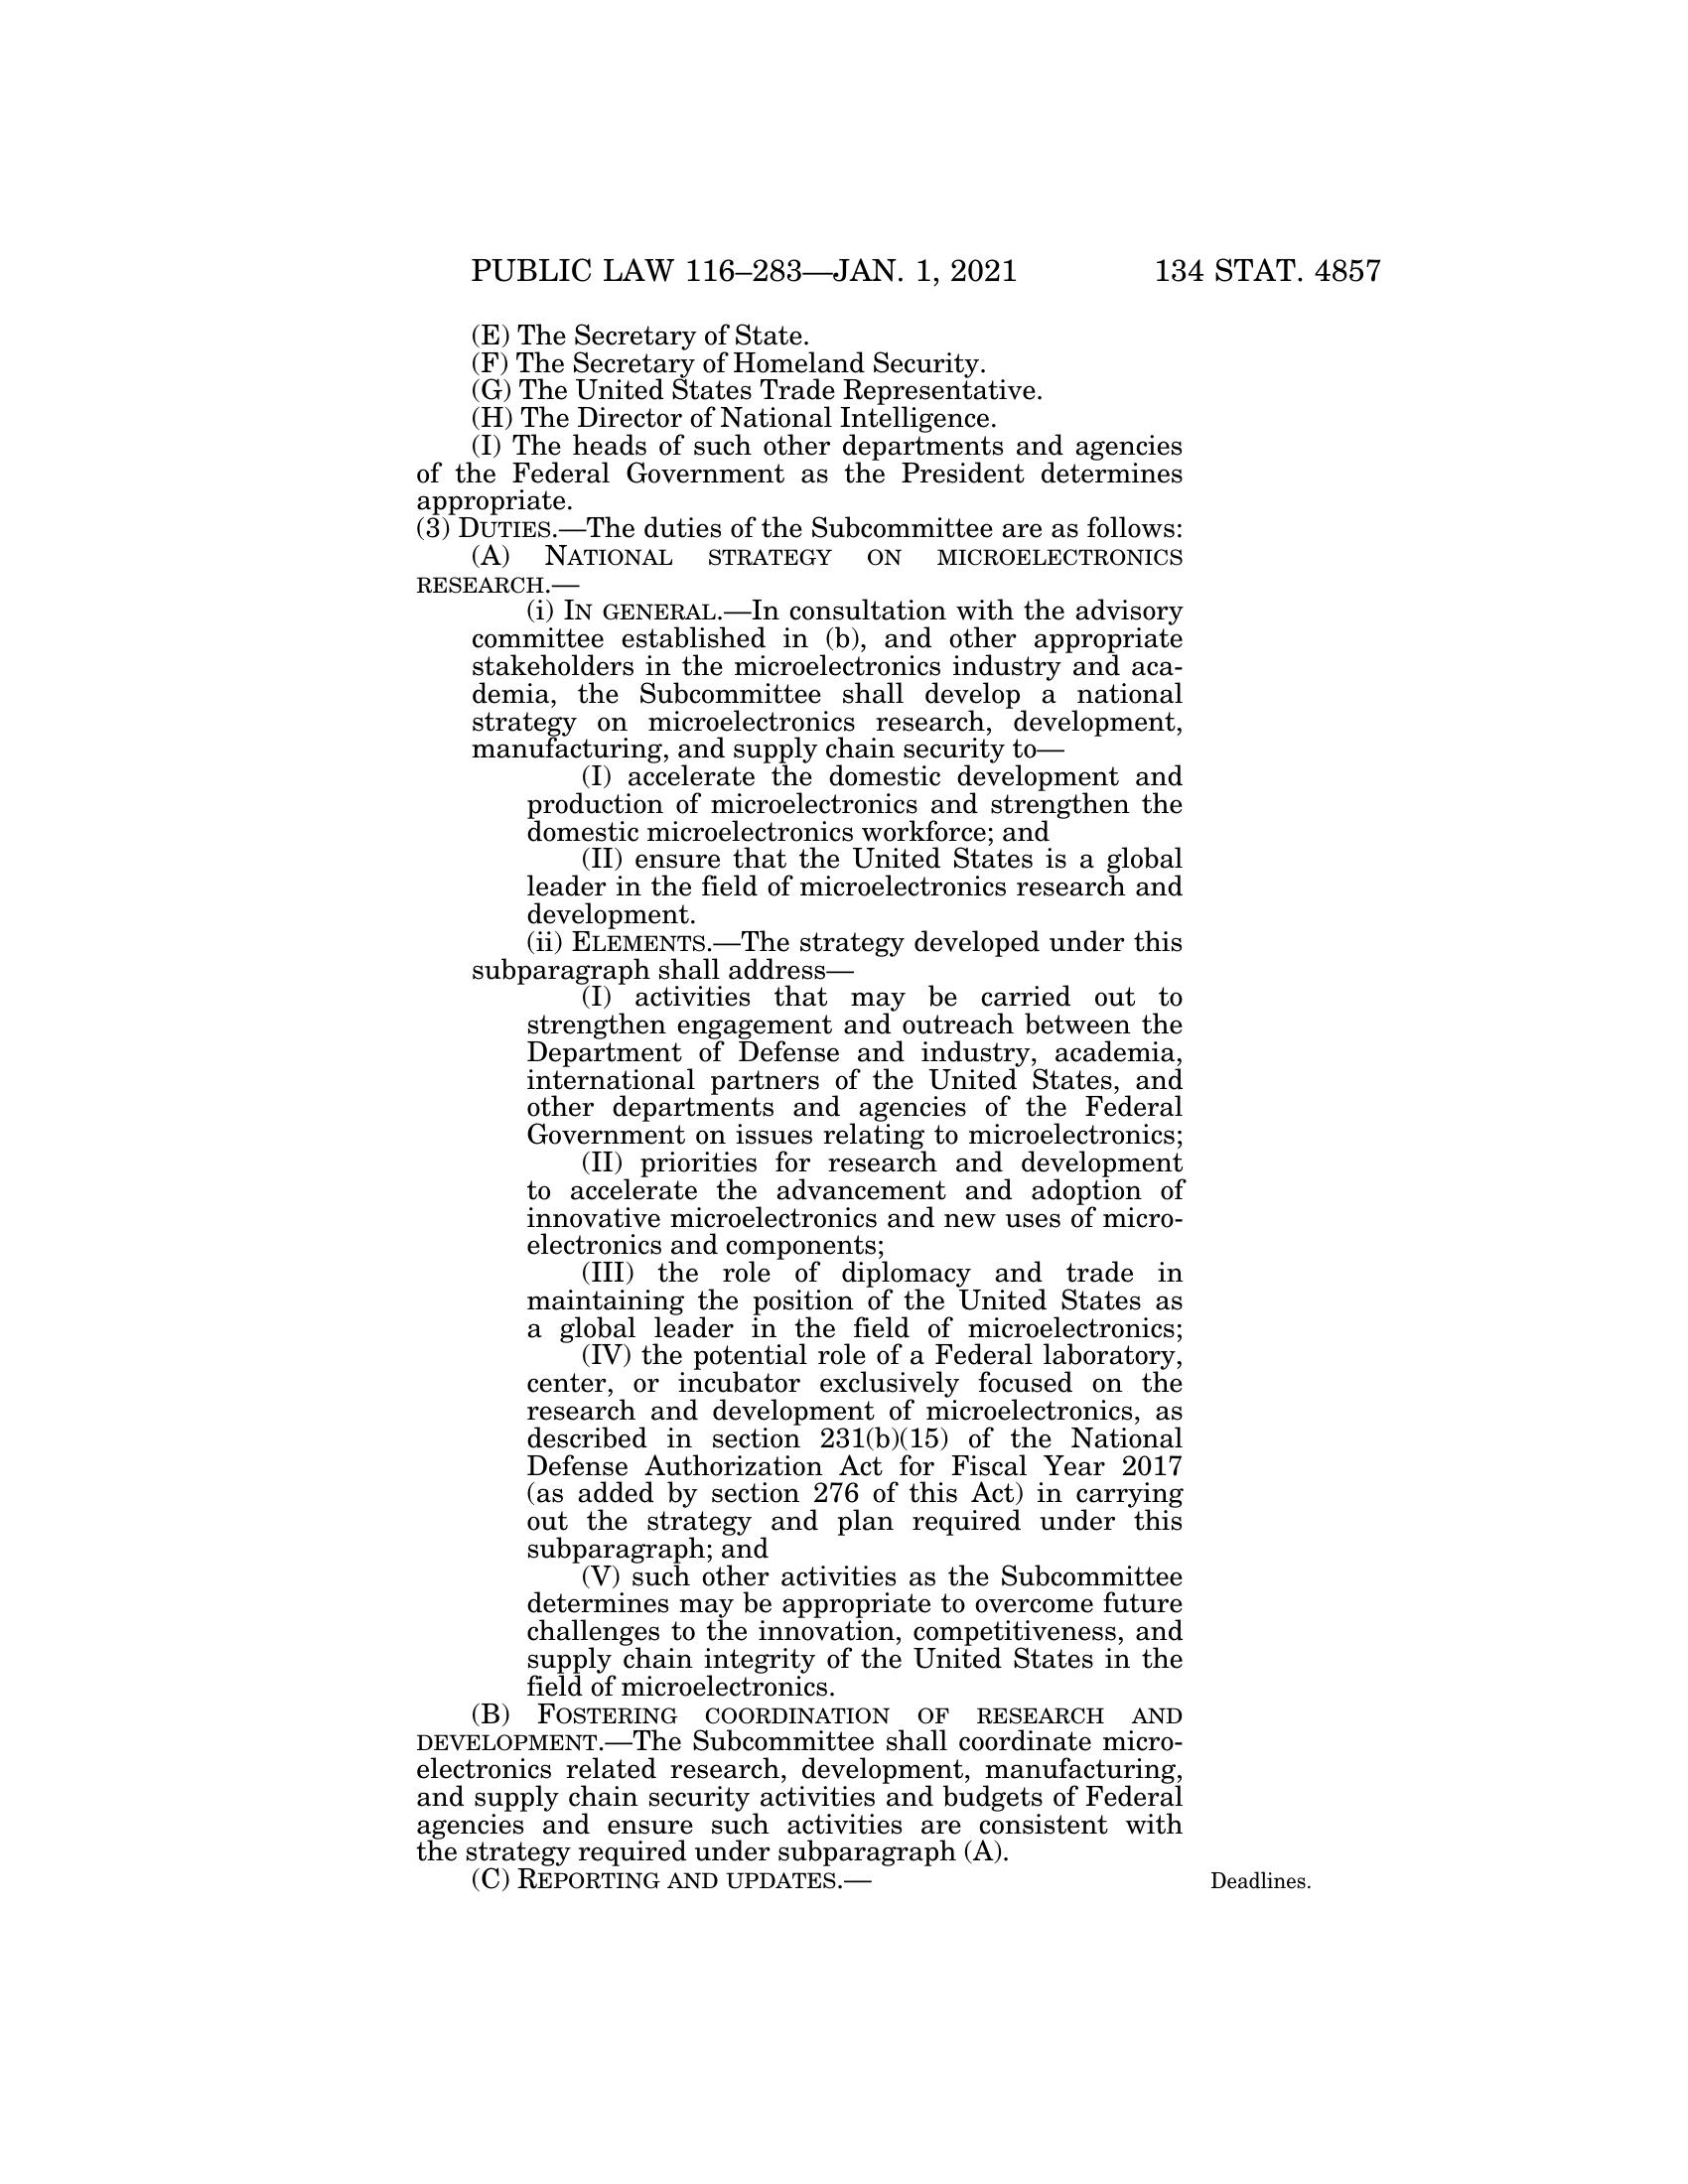 PUBLIC LAW 116–283—JAN. 1, 2021 134 STAT. 4857
(E) The Secretary of State.
(F) The Secretary of Homeland Security.
(G) The United States Trade Representative.
(H) The Director of National Intelligence.
(I) The heads of such other departments and agencies
of the Federal Government as the President determines
appropriate.
(3) DUTIES.—The duties of the Subcommittee are as follows:
(A) NATIONAL STRATEGY ON MICROELECTRONICS
RESEARCH.—
(i) IN GENERAL.—In consultation with the advisory
committee established in (b), and other appropriate
stakeholders in the microelectronics industry and aca-
demia, the Subcommittee shall develop a national
strategy on microelectronics research, development,
manufacturing, and supply chain security to—
(I) accelerate the domestic development and
production of microelectronics and strengthen the
domestic microelectronics workforce; and
(II) ensure that the United States is a global
leader in the field of microelectronics research and
development.
(ii) ELEMENTS.—The strategy developed under this
subparagraph shall address—
(I) activities that may be carried out to
strengthen engagement and outreach between the
Department of Defense and industry, academia,
international partners of the United States, and
other departments and agencies of the Federal
Government on issues relating to microelectronics;
(II) priorities for research and development
to accelerate the advancement and adoption of
innovative microelectronics and new uses of micro-
electronics and components;
(III) the role of diplomacy and trade in
maintaining the position of the United States as
a global leader in the field of microelectronics;
(IV) the potential role of a Federal laboratory,
center, or incubator exclusively focused on the
research and development of microelectronics, as
described in section 231(b)(15) of the National
Defense Authorization Act for Fiscal Year 2017
(as added by section 276 of this Act) in carrying
out the strategy and plan required under this
subparagraph; and
(V) such other activities as the Subcommittee
determines may be appropriate to overcome future
challenges to the innovation, competitiveness, and
supply chain integrity of the United States in the
field of microelectronics.
(B) FOSTERING COORDINATION OF RESEARCH AND
DEVELOPMENT.—The Subcommittee shall coordinate micro-
electronics related research, development, manufacturing,
and supply chain security activities and budgets of Federal
agencies and ensure such activities are consistent with
the strategy required under subparagraph (A).
(C) REPORTING AND UPDATES.— Deadlines.